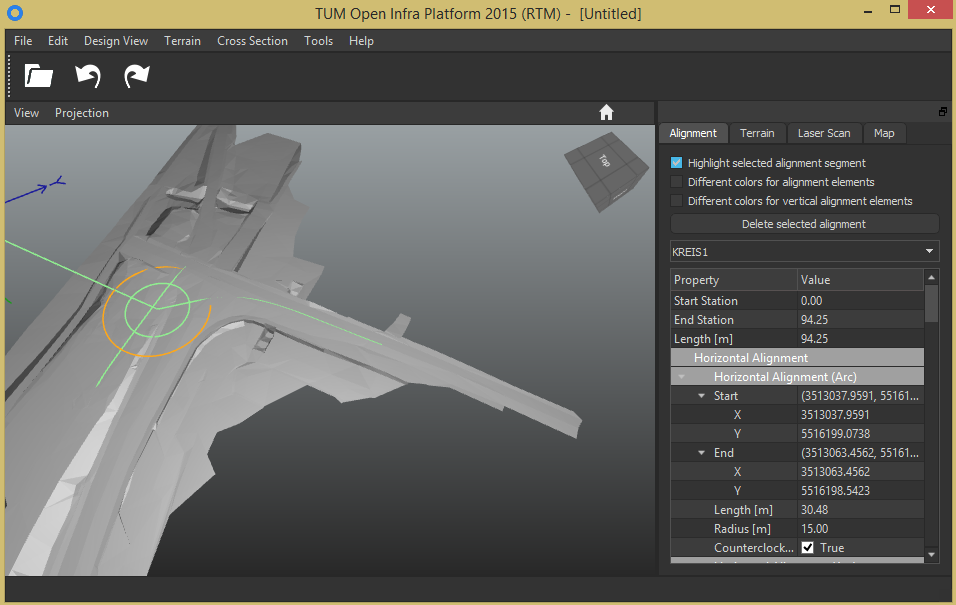 TUM Open Infra Platform 2015 (RTM) - [Untitled]
File Edit Design View Terrain Cross Section Tools Help
View Projection
Top
Alignment Terrain Laser Scan Map
Highlight selected alignment segment
Different colors for alignment elements
Different colors for vertical alignment elements
Delete selected alignment
KREIS1
Property Value
Start Station 0.00
End Station 94.25
Length [m] 94.25
Horizontal Alignment
Horizontal Alignment (Arc)
Start (3513037.9591, 55161...
X 3513037.9591
Y 5516199.0738
End (3513063.4562, 55161...
X 3513063.4562
Y 5516198.5423
Length [m] 30.48
Radius [m] 15.00
Counterclock... True